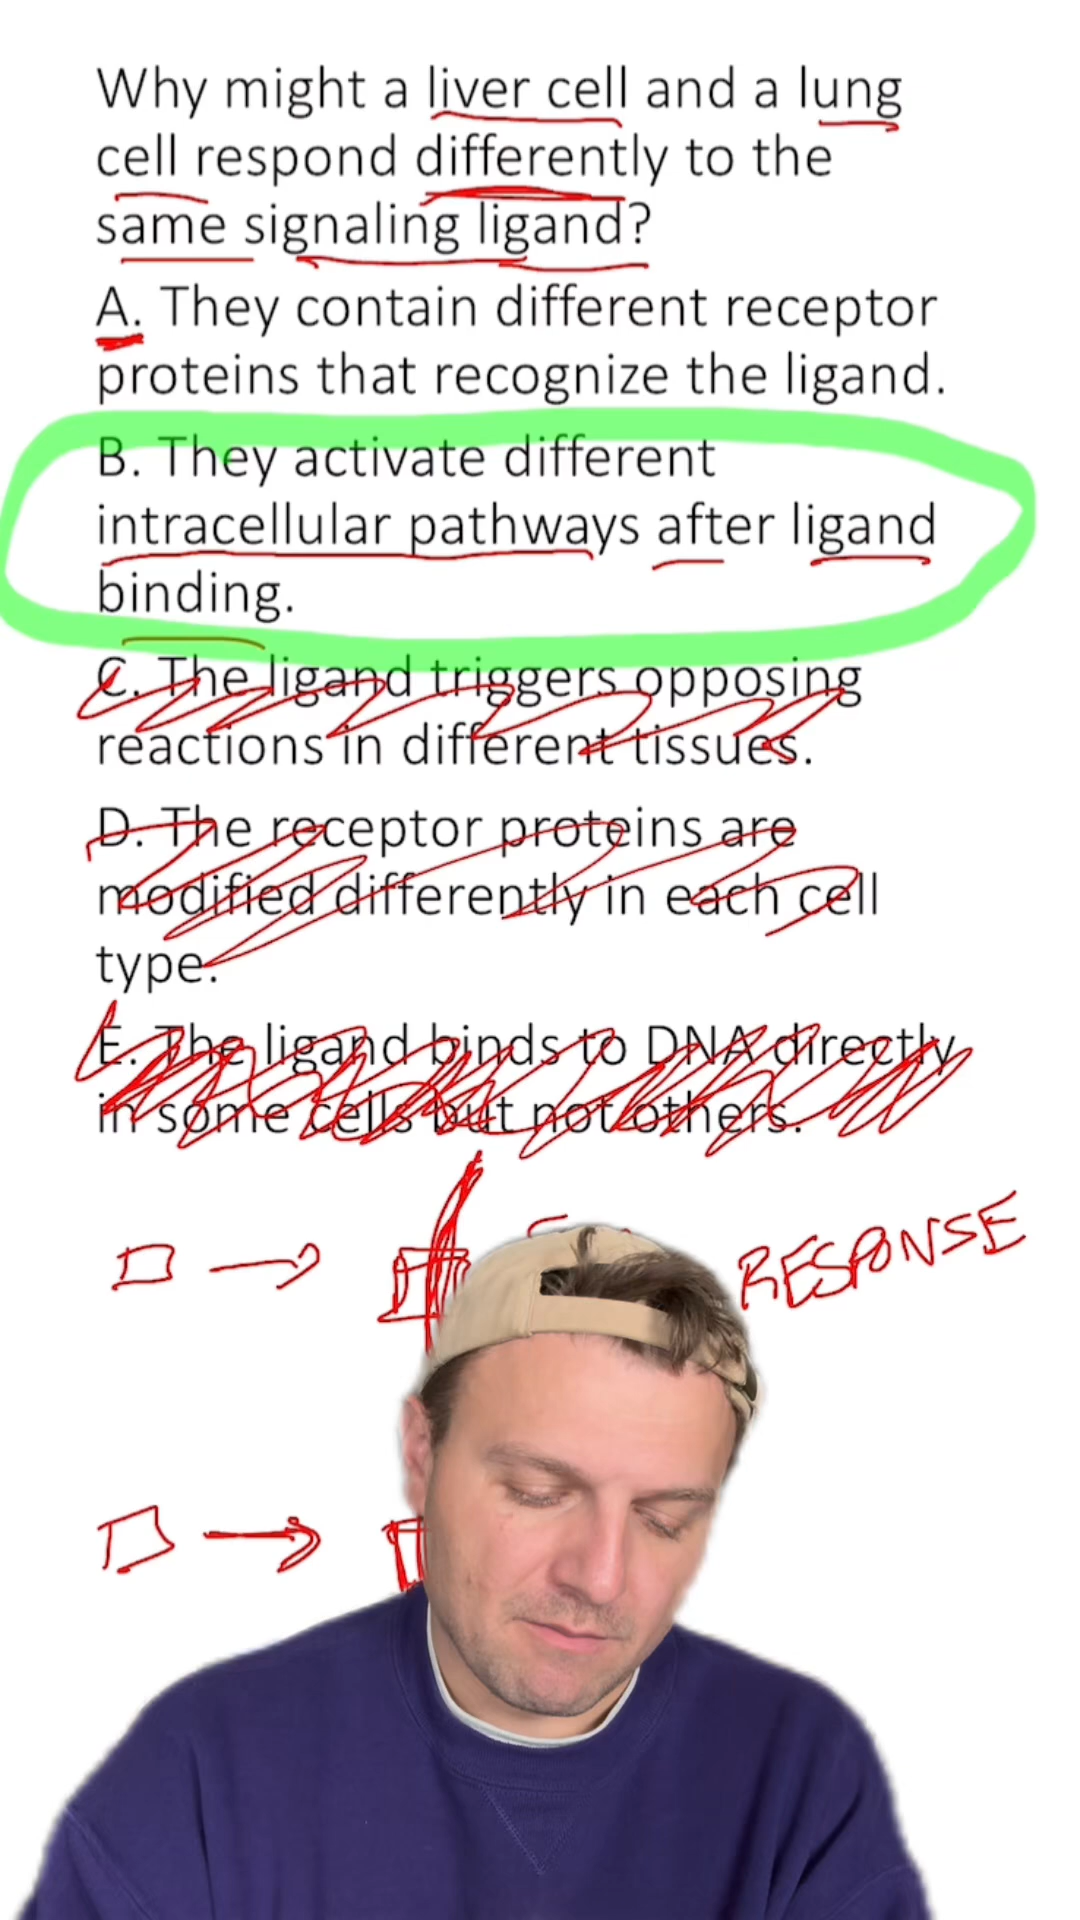 Why might a liver cell and a lung
cell respond differently to the
same signaling ligand?
A. They contain different receptor
proteins that recognize the ligand.
B. They activate different
intracellular pathways after ligand
binding.
C. The ligand triggers opposing
reactions in different tissues.
D. The receptor proteins are
modified differently in each cell
type.
E. The ligand binds to DNA directly
in some cells but not others.
RESPONSE